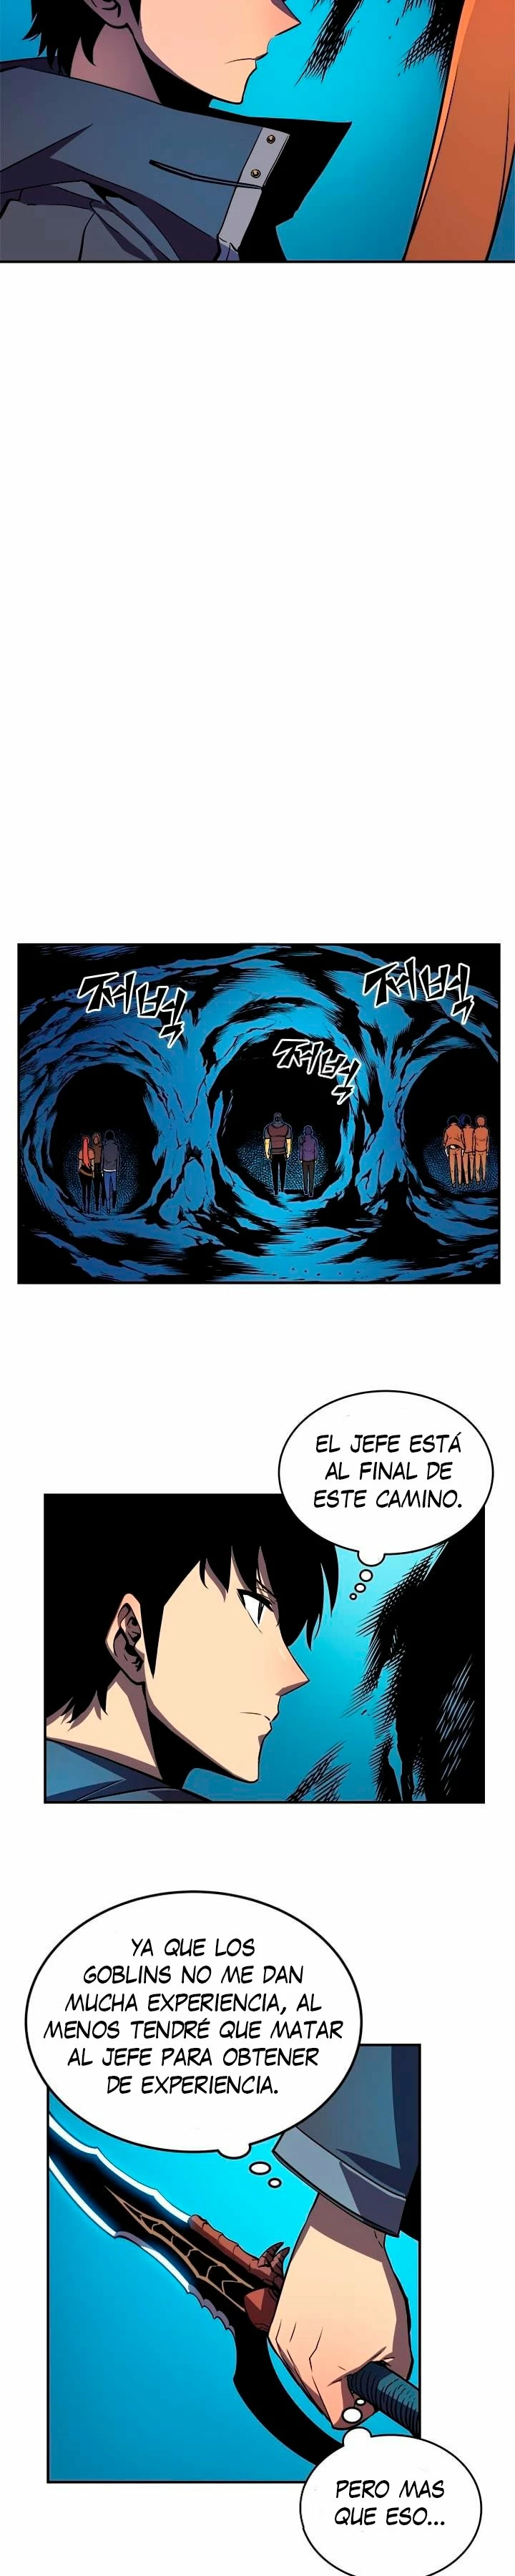 저벅
저벅
저벅
EL JEFE ESTÁ
AL FINAL DE
ESTE CAMINO.
YA QUE LOS
GOBLINS NO ME DAN
MUCHA EXPERIENCIA, AL
MENOS TENDRÉ QUE MATAR
AL JEFE PARA OBTENER
DE EXPERIENCIA.
PERO MAS
QUE ESO...